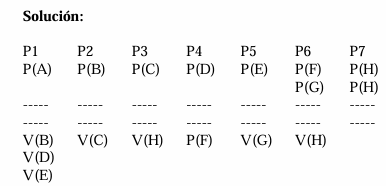 Solución:
P1 P2 P3 P4 P5 P6 P7
P(A) P(B) P(C) P(D) P(E) P(F) P(H)
P(G) P(H)
----- ----- ----- ----- ----- ----- -----
----- ----- ----- ----- ----- ----- -----
V(B) V(C) V(H) P(F) V(G) V(H)
V(D)
V(E)